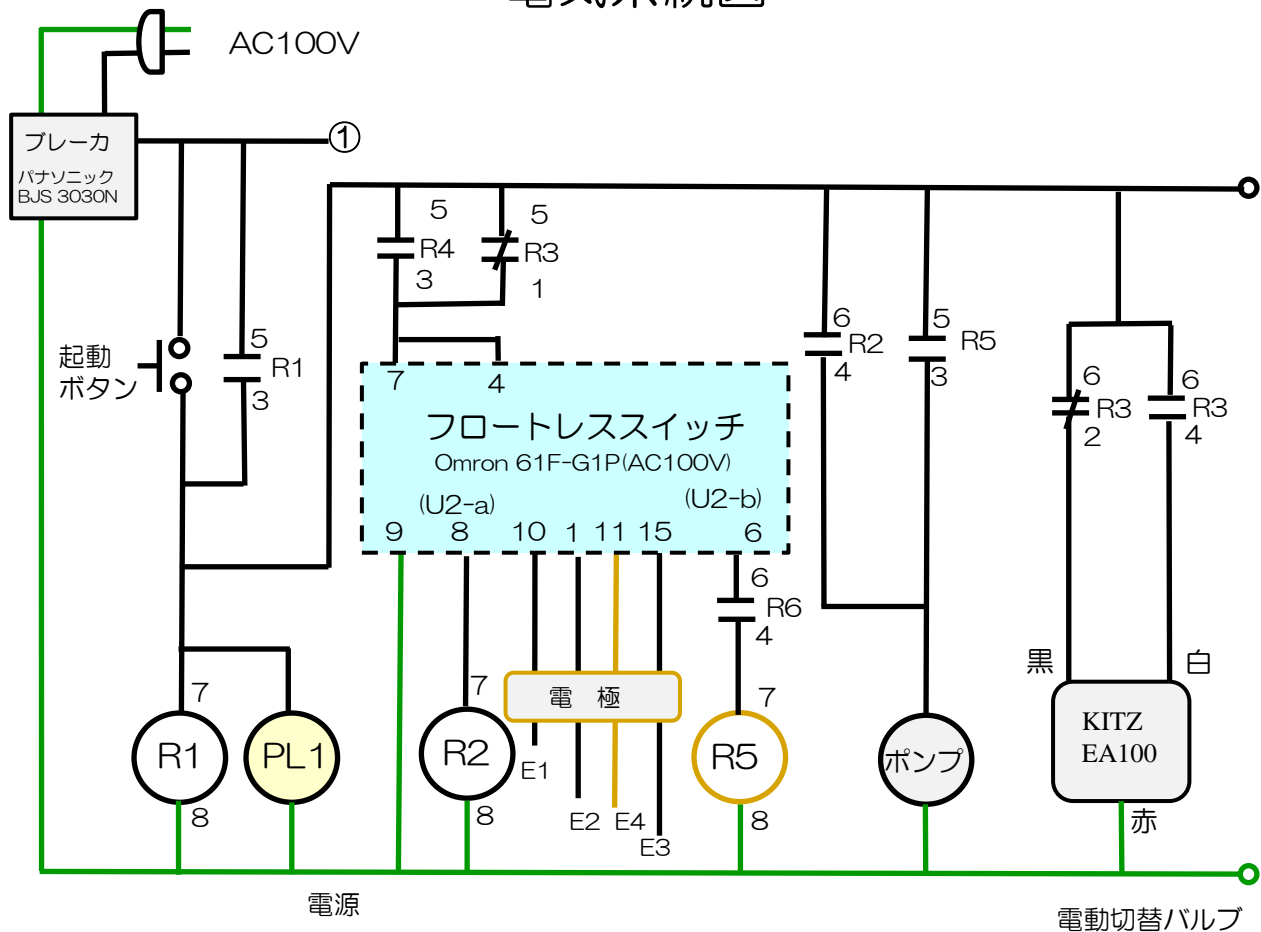 AC100V
ブレーカ
パナソニック
BJS 3030N
①
5
R4
3
5
R3
1
起動
ボタン
5
R1
3
6
R2
4
5
R5
3
6
R3
2
6
R3
4
7
4
フロートレススイッチ
Omron 61F-G1P(AC100V)
(U2-a)
(U2-b)
9
8
10
1
11
15
6
6
R6
4
黒
白
7
R1
8
PL1
7
R2
8
電 極
E1
E2
E4
E3
7
R5
8
ポンプ
KITZ
EA100
赤
電源
電動切替バルブ